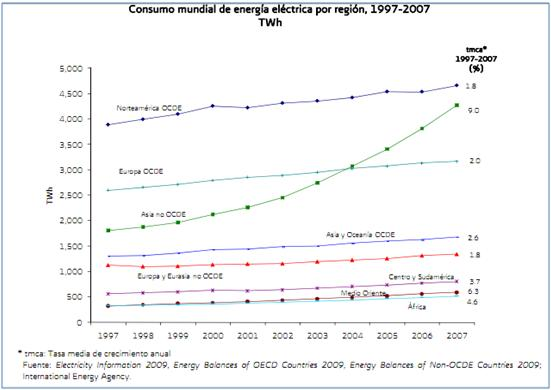 Consumo mundial de energía eléctrica por región, 1997-2007
TWh
tmca*
1997-2007
(%)
5,000
4,500
4,000
3,500
3,000
2,500
2,000
1,500
1,000
500
0
TWh
Norteamérica OCDE
Europa OCDE
Asia no OCDE
Asia y Oceanía OCDE
Europa y Eurasia no OCDE
Centro y Sudamérica
Medio Oriente
África
1.8
9.0
2.0
2.6
1.8
3.7
6.3
4.6
1997 1998 1999 2000 2001 2002 2003 2004 2005 2006 2007
* tmca: Tasa media de crecimiento anual
Fuente: Electricity Information 2009, Energy Balances of OECD Countries 2009, Energy Balances of Non-OCDE Countries 2009;
International Energy Agency.